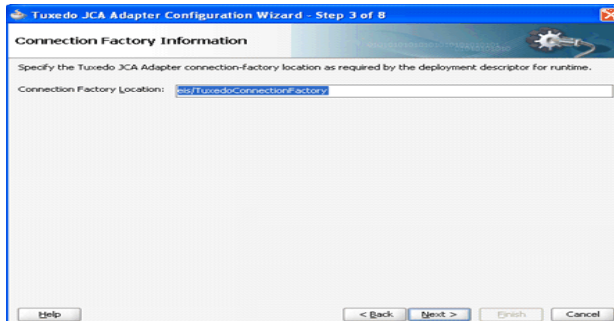 Tuxedo JCA Adapter Configuration Wizard - Step 3 of 8
Connection Factory Information
Specify the Tuxedo JCA Adapter connection-factory location as required by the deployment descriptor for runtime.
Connection Factory Location: eis/TuxedoConnectionFactory
Help < Back Next > Finish Cancel